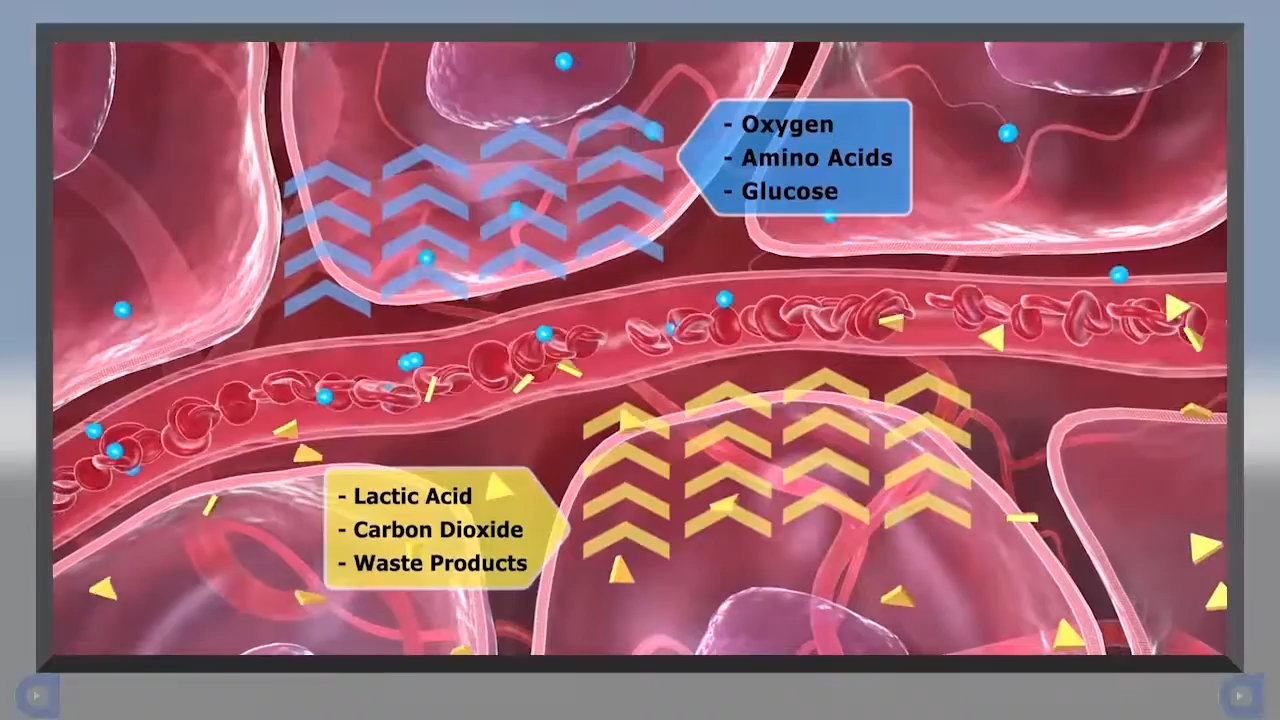 - Oxygen
- Amino Acids
- Glucose
- Lactic Acid
- Carbon Dioxide
- Waste Products